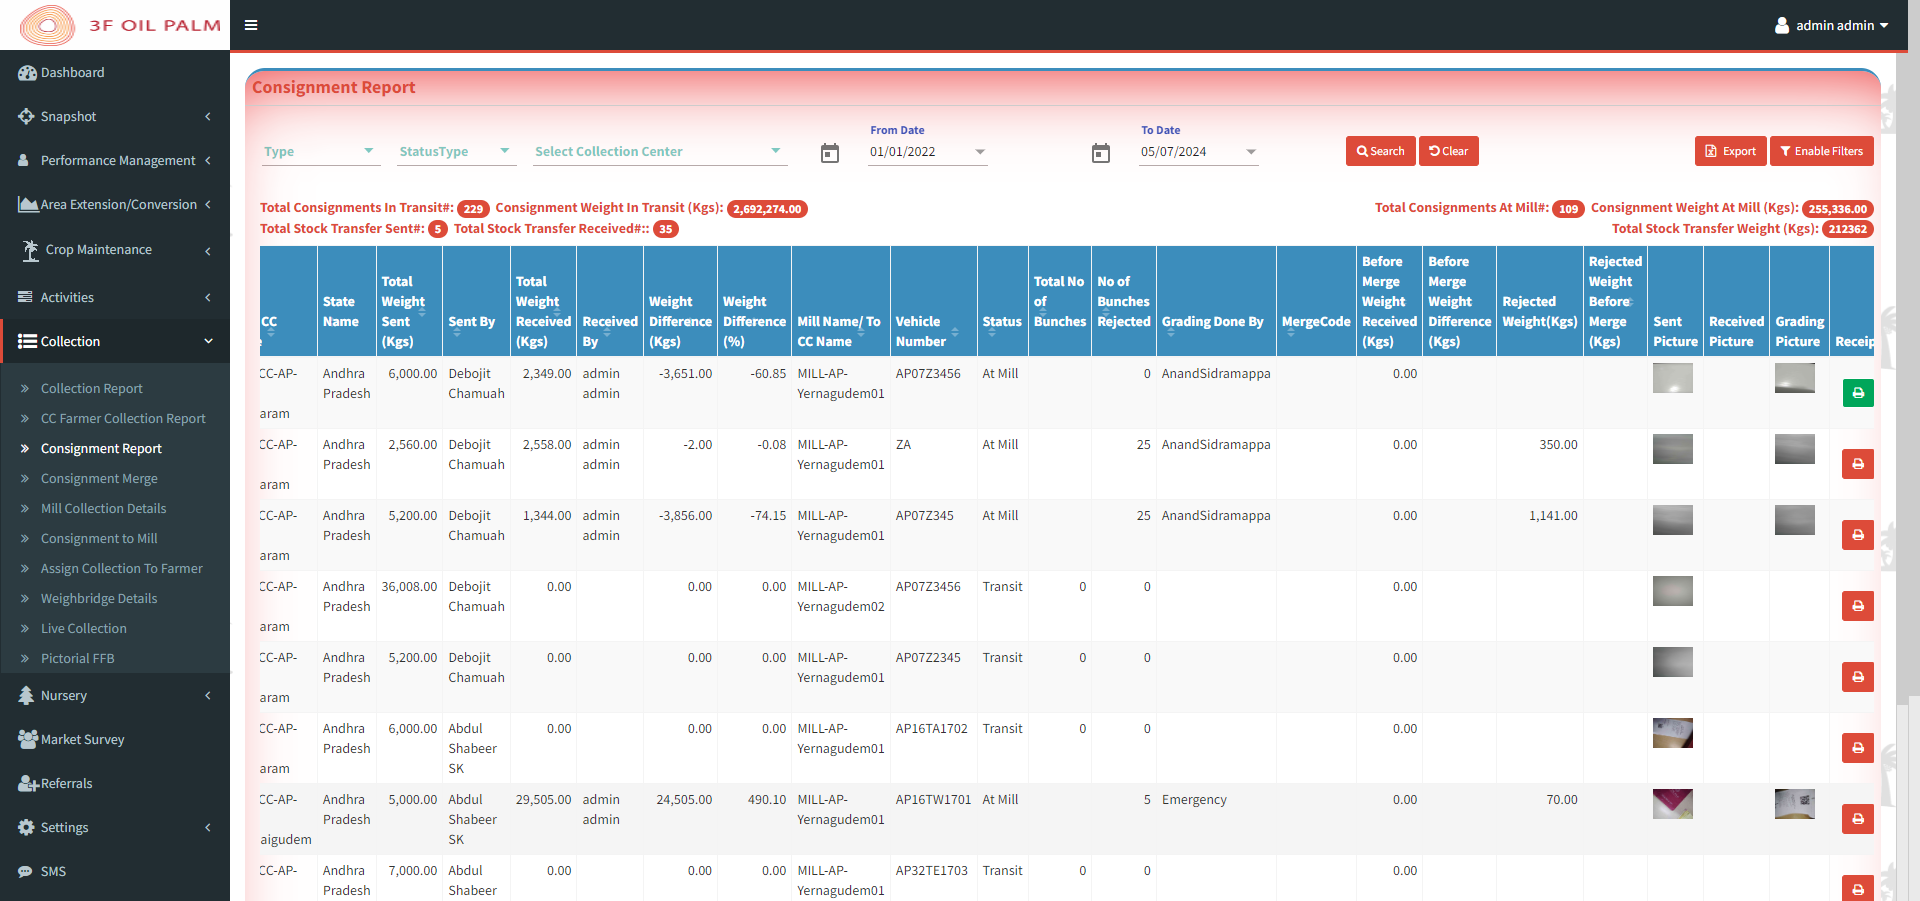 3F OIL PALM
admin admin
Dashboard
Snapshot
Performance Management
Area Extension/Conversion
Crop Maintenance
Activities
Collection
Collection Report
CC Farmer Collection Report
Consignment Report
Consignment Merge
Mill Collection Details
Consignment to Mill
Assign Collection To Farmer
Weighbridge Details
Live Collection
Pictorial FFB
Nursery
Market Survey
Referrals
Settings
SMS
Consignment Report
From Date To Date
Type StatusType Select Collection Center 01/01/2022 05/07/2024 Search Clear Export Enable Filters
Total Consignments In Transit#: 229 Consignment Weight In Transit (Kgs): 2,692,274.00 Total Consignments At Mill#: 109 Consignment Weight At Mill (Kgs): 255,336.00
Total Stock Transfer Sent#: 5 Total Stock Transfer Received#:: 35 Total Stock Transfer Weight (Kgs): 212362
CC State Name Total Weight Sent (Kgs) Sent By Total Weight Received (Kgs) Received By Weight Difference (Kgs) Weight Difference (%) Mill Name/ To CC Name Vehicle Number Status Total No of Bunches No of Bunches Rejected Grading Done By MergeCode Before Merge Weight Received (Kgs) Before Merge Weight Difference (Kgs) Rejected Weight(Kgs) Rejected Weight Before Merge (Kgs) Sent Picture Received Picture Grading Picture Receip
CC-AP- Andhra 6,000.00 Debojit 2,349.00 admin -3,651.00 -60.85 MILL-AP- AP07Z3456 At Mill 0 AnandSidramappa 0.00
Pradesh Chamuah admin Yernagudem01
aram
CC-AP- Andhra 2,560.00 Debojit 2,558.00 admin -2.00 -0.08 MILL-AP- ZA At Mill 25 AnandSidramappa 0.00 350.00
Pradesh Chamuah admin Yernagudem01
aram
CC-AP- Andhra 5,200.00 Debojit 1,344.00 admin -3,856.00 -74.15 MILL-AP- AP07Z345 At Mill 25 AnandSidramappa 0.00 1,141.00
Pradesh Chamuah admin Yernagudem01
aram
CC-AP- Andhra 36,008.00 Debojit 0.00 0.00 0.00 MILL-AP- AP07Z3456 Transit 0 0 0.00
Pradesh Chamuah Yernagudem02
aram
CC-AP- Andhra 5,200.00 Debojit 0.00 0.00 0.00 MILL-AP- AP07Z2345 Transit 0 0 0.00
Pradesh Chamuah Yernagudem01
aram
CC-AP- Andhra 6,000.00 Abdul 0.00 0.00 0.00 MILL-AP- AP16TA1702 Transit 0 0 0.00
Pradesh Shabeer Yernagudem01
aram SK
CC-AP- Andhra 5,000.00 Abdul 29,505.00 admin 24,505.00 490.10 MILL-AP- AP16TW1701 At Mill 5 Emergency 0.00 70.00
Pradesh Shabeer admin Yernagudem01
aigudem SK
CC-AP- Andhra 7,000.00 Abdul 0.00 0.00 0.00 MILL-AP- AP32TE1703 Transit 0 0 0.00
Pradesh Shabeer Yernagudem01